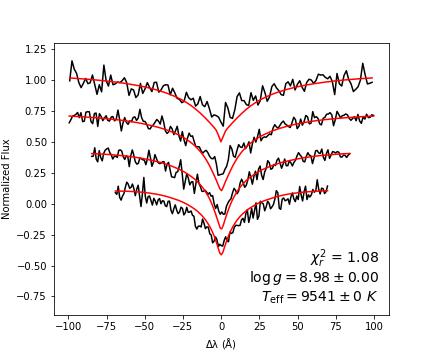 1.25
1.00
0.75
0.50
0.25
0.00
−0.25
−0.50
−0.75
Normalized Flux
χ²ᵣ = 1.08
log g = 8.98 ± 0.00
T_eff = 9541 ± 0 K
−100 −75 −50 −25 0 25 50 75 100
Δλ (Å)